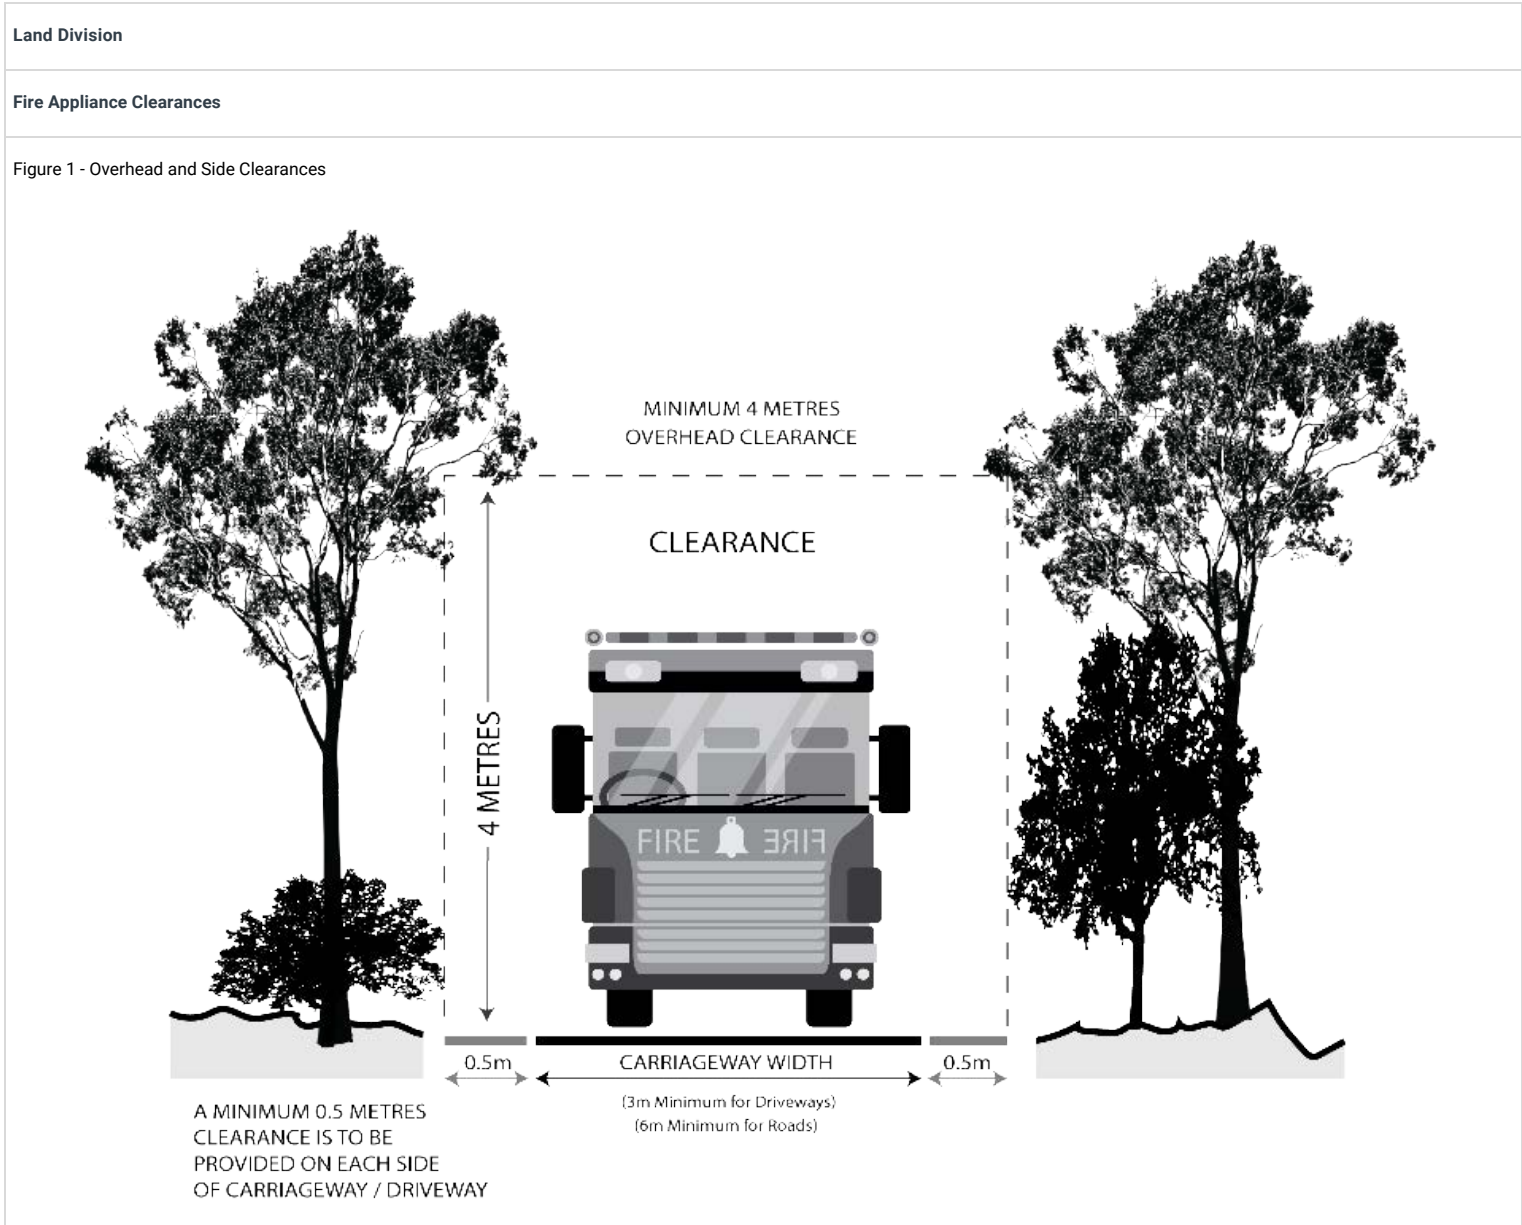 Land Division
Fire Appliance Clearances
Figure 1 - Overhead and Side Clearances
MINIMUM 4 METRES
OVERHEAD CLEARANCE
CLEARANCE
4 METRES
FIRE FIRE
0.5m CARRIAGEWAY WIDTH 0.5m
(3m Minimum for Driveways)
(6m Minimum for Roads)
A MINIMUM 0.5 METRES
CLEARANCE IS TO BE
PROVIDED ON EACH SIDE
OF CARRIAGEWAY / DRIVEWAY